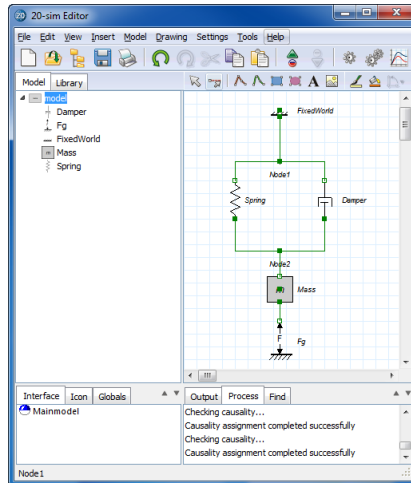 20 20-sim Editor
File Edit View Insert Model Drawing Settings Tools Help
Model Library
A
model
Damper
Fg
FixedWorld
Mass
Spring
FixedWorld
Node1
Spring
Damper
Node2
m
Mass
F
Fg
Interface Icon Globals
Output Process Find
Mainmodel
Checking causality...
Causality assignment completed successfully
Checking causality...
Causality assignment completed successfully
Node1